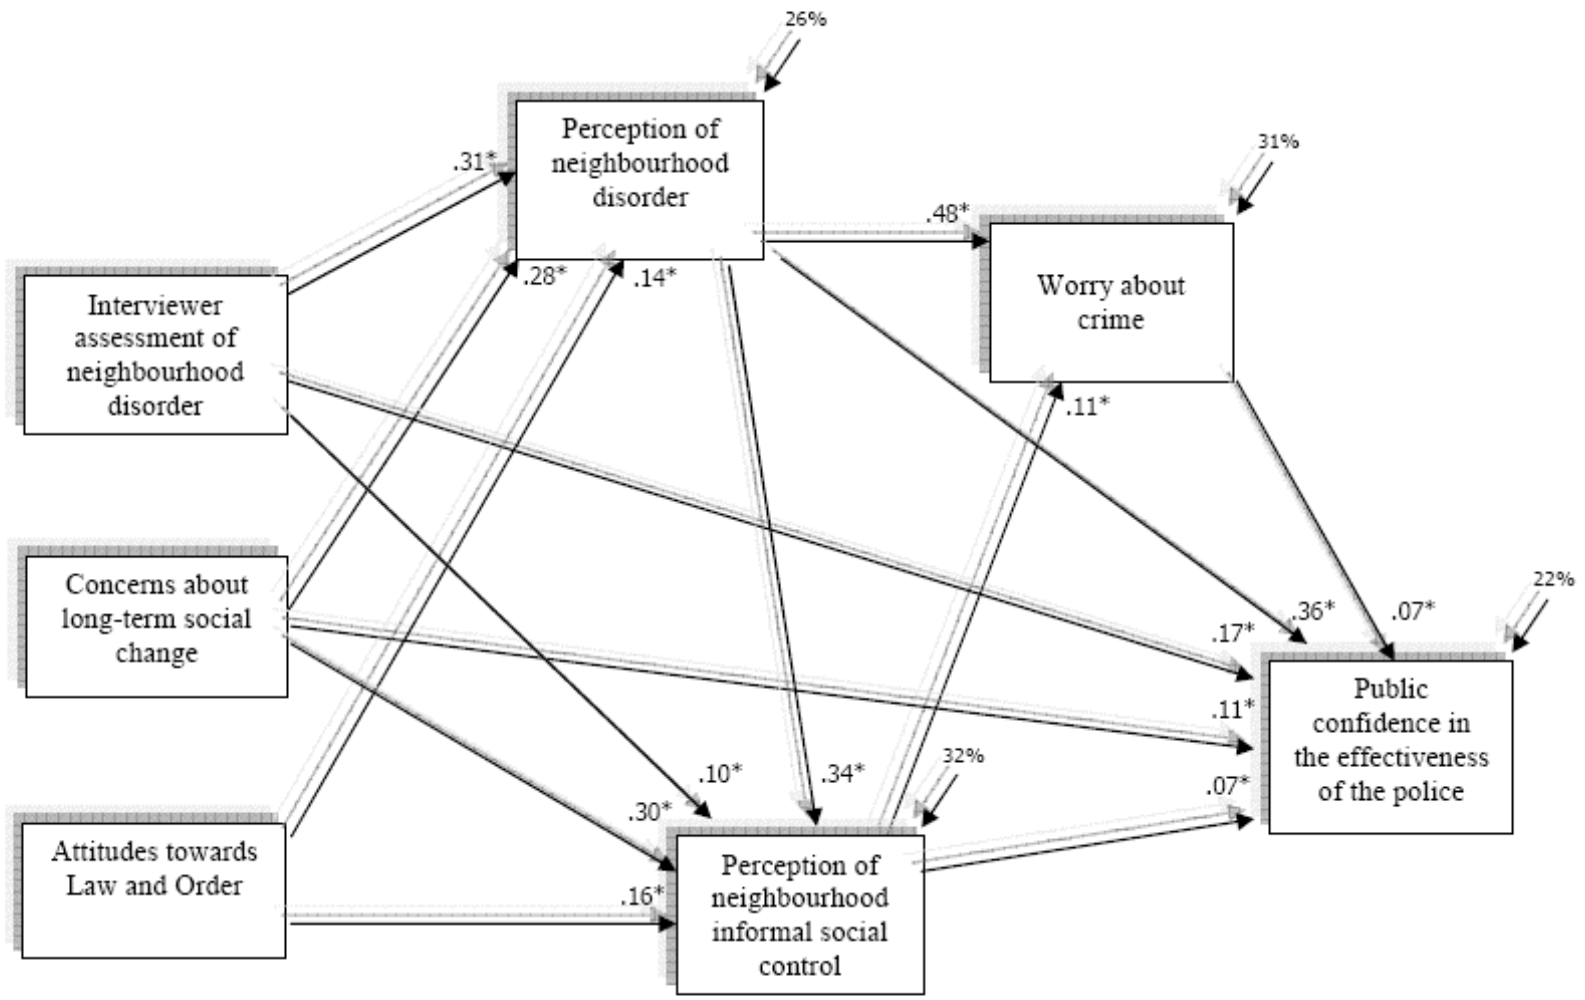 26%
Perception of
neighbourhood
disorder
.31*
31%
.48*
.28*
.14*
Worry about
crime
Interviewer
assessment of
neighbourhood
disorder
.11*
Concerns about
long-term social
change
22%
.36*
.07*
.17*
Public
confidence in
the effectiveness
of the police
.11*
.07*
32%
.10*
.34*
.30*
Attitudes towards
Law and Order
.16*
Perception of
neighbourhood
informal social
control